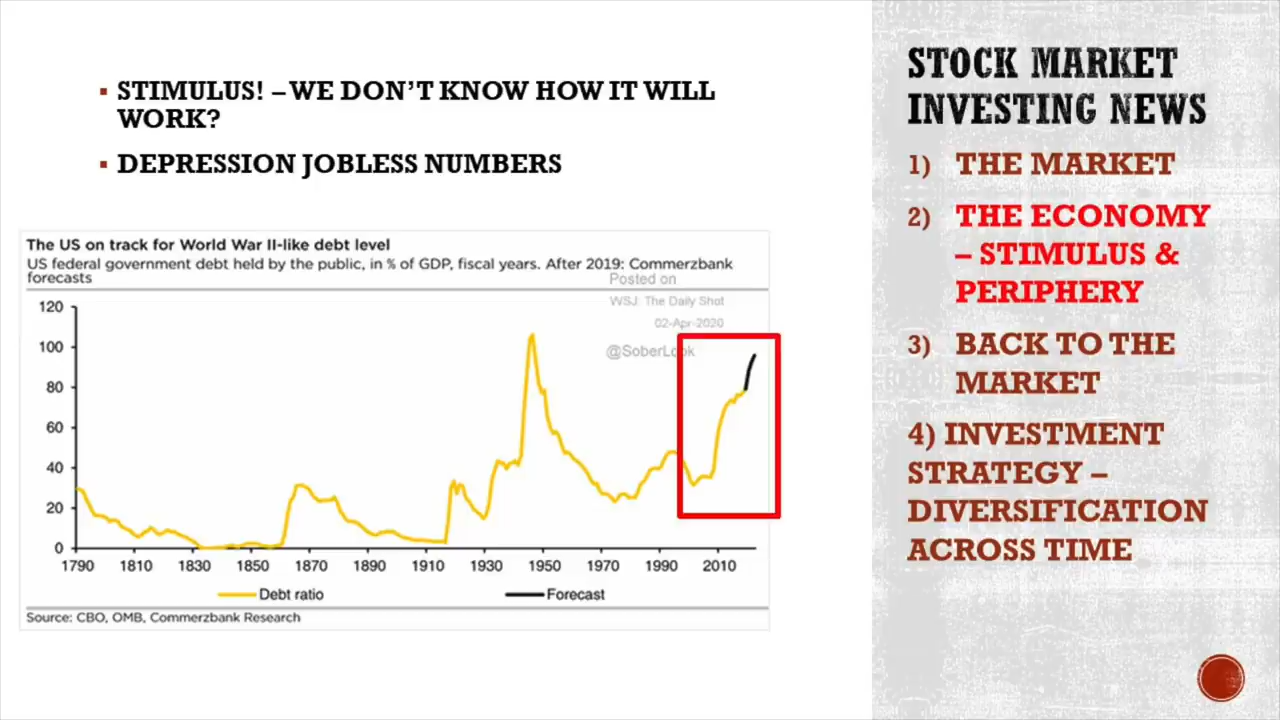 ▪ STIMULUS! – WE DON’T KNOW HOW IT WILL
WORK?
▪ DEPRESSION JOBLESS NUMBERS
The US on track for World War II-like debt level
US federal government debt held by the public, in % of GDP, fiscal years. After 2019: Commerzbank
forecasts
Posted on
WSJ: The Daily Shot
02-Apr-2020
@SoberLook
120
100
80
60
40
20
0
1790 1810 1830 1850 1870 1890 1910 1930 1950 1970 1990 2010
Debt ratio Forecast
Source: CBO, OMB, Commerzbank Research
STOCK MARKET
INVESTING NEWS
1) THE MARKET
2) THE ECONOMY
– STIMULUS &
PERIPHERY
3) BACK TO THE
MARKET
4) INVESTMENT
STRATEGY –
DIVERSIFICATION
ACROSS TIME